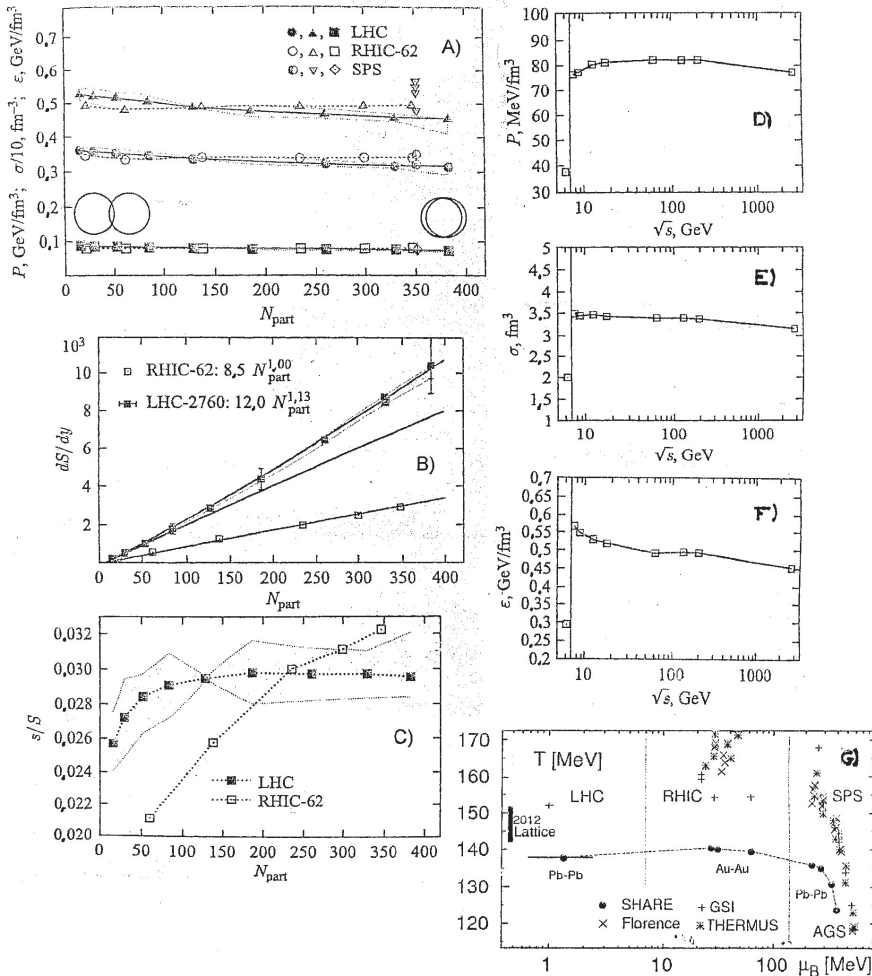 0,7
0,6
0,5
0,4
0,3
0,2
0,1
P, GeV/fm³; σ/10, fm⁻³; ε, GeV/fm³
LHC
RHIC-62
SPS
A)
0 50 100 150 200 250 300 350 400
N_part
10³
10
8
6
4
2
dS/dy
RHIC-62: 8,5 N_part^1,00
LHC-2760: 12,0 N_part^1,13
B)
0 50 100 150 200 250 300 350 400
N_part
0,032
0,030
0,028
0,026
0,024
0,021
0,020
s/S
C)
LHC
RHIC-62
0 50 100 150 200 250 300 350 400
N_part
100
90
80
70
60
50
40
30
P, MeV/fm3
D)
10 100 1000
√s, GeV
5
4,5
4
3,5
3
2,5
2
1,5
1
σ, fm³
E)
10 100 1000
√s, GeV
0,7
0,65
0,6
0,55
0,5
0,45
0,4
0,35
0,3
0,25
0,2
ε, GeV/fm³
F)
10 100 1000
√s, GeV
170
160
150
140
130
120
T [MeV]
G)
LHC RHIC SPS
2012
Lattice
Pb-Pb
Au-Au
Pb-Pb
SHARE + GSI
× Florence ✳ THERMUS
AGS
1 10 100 μ_B [MeV]